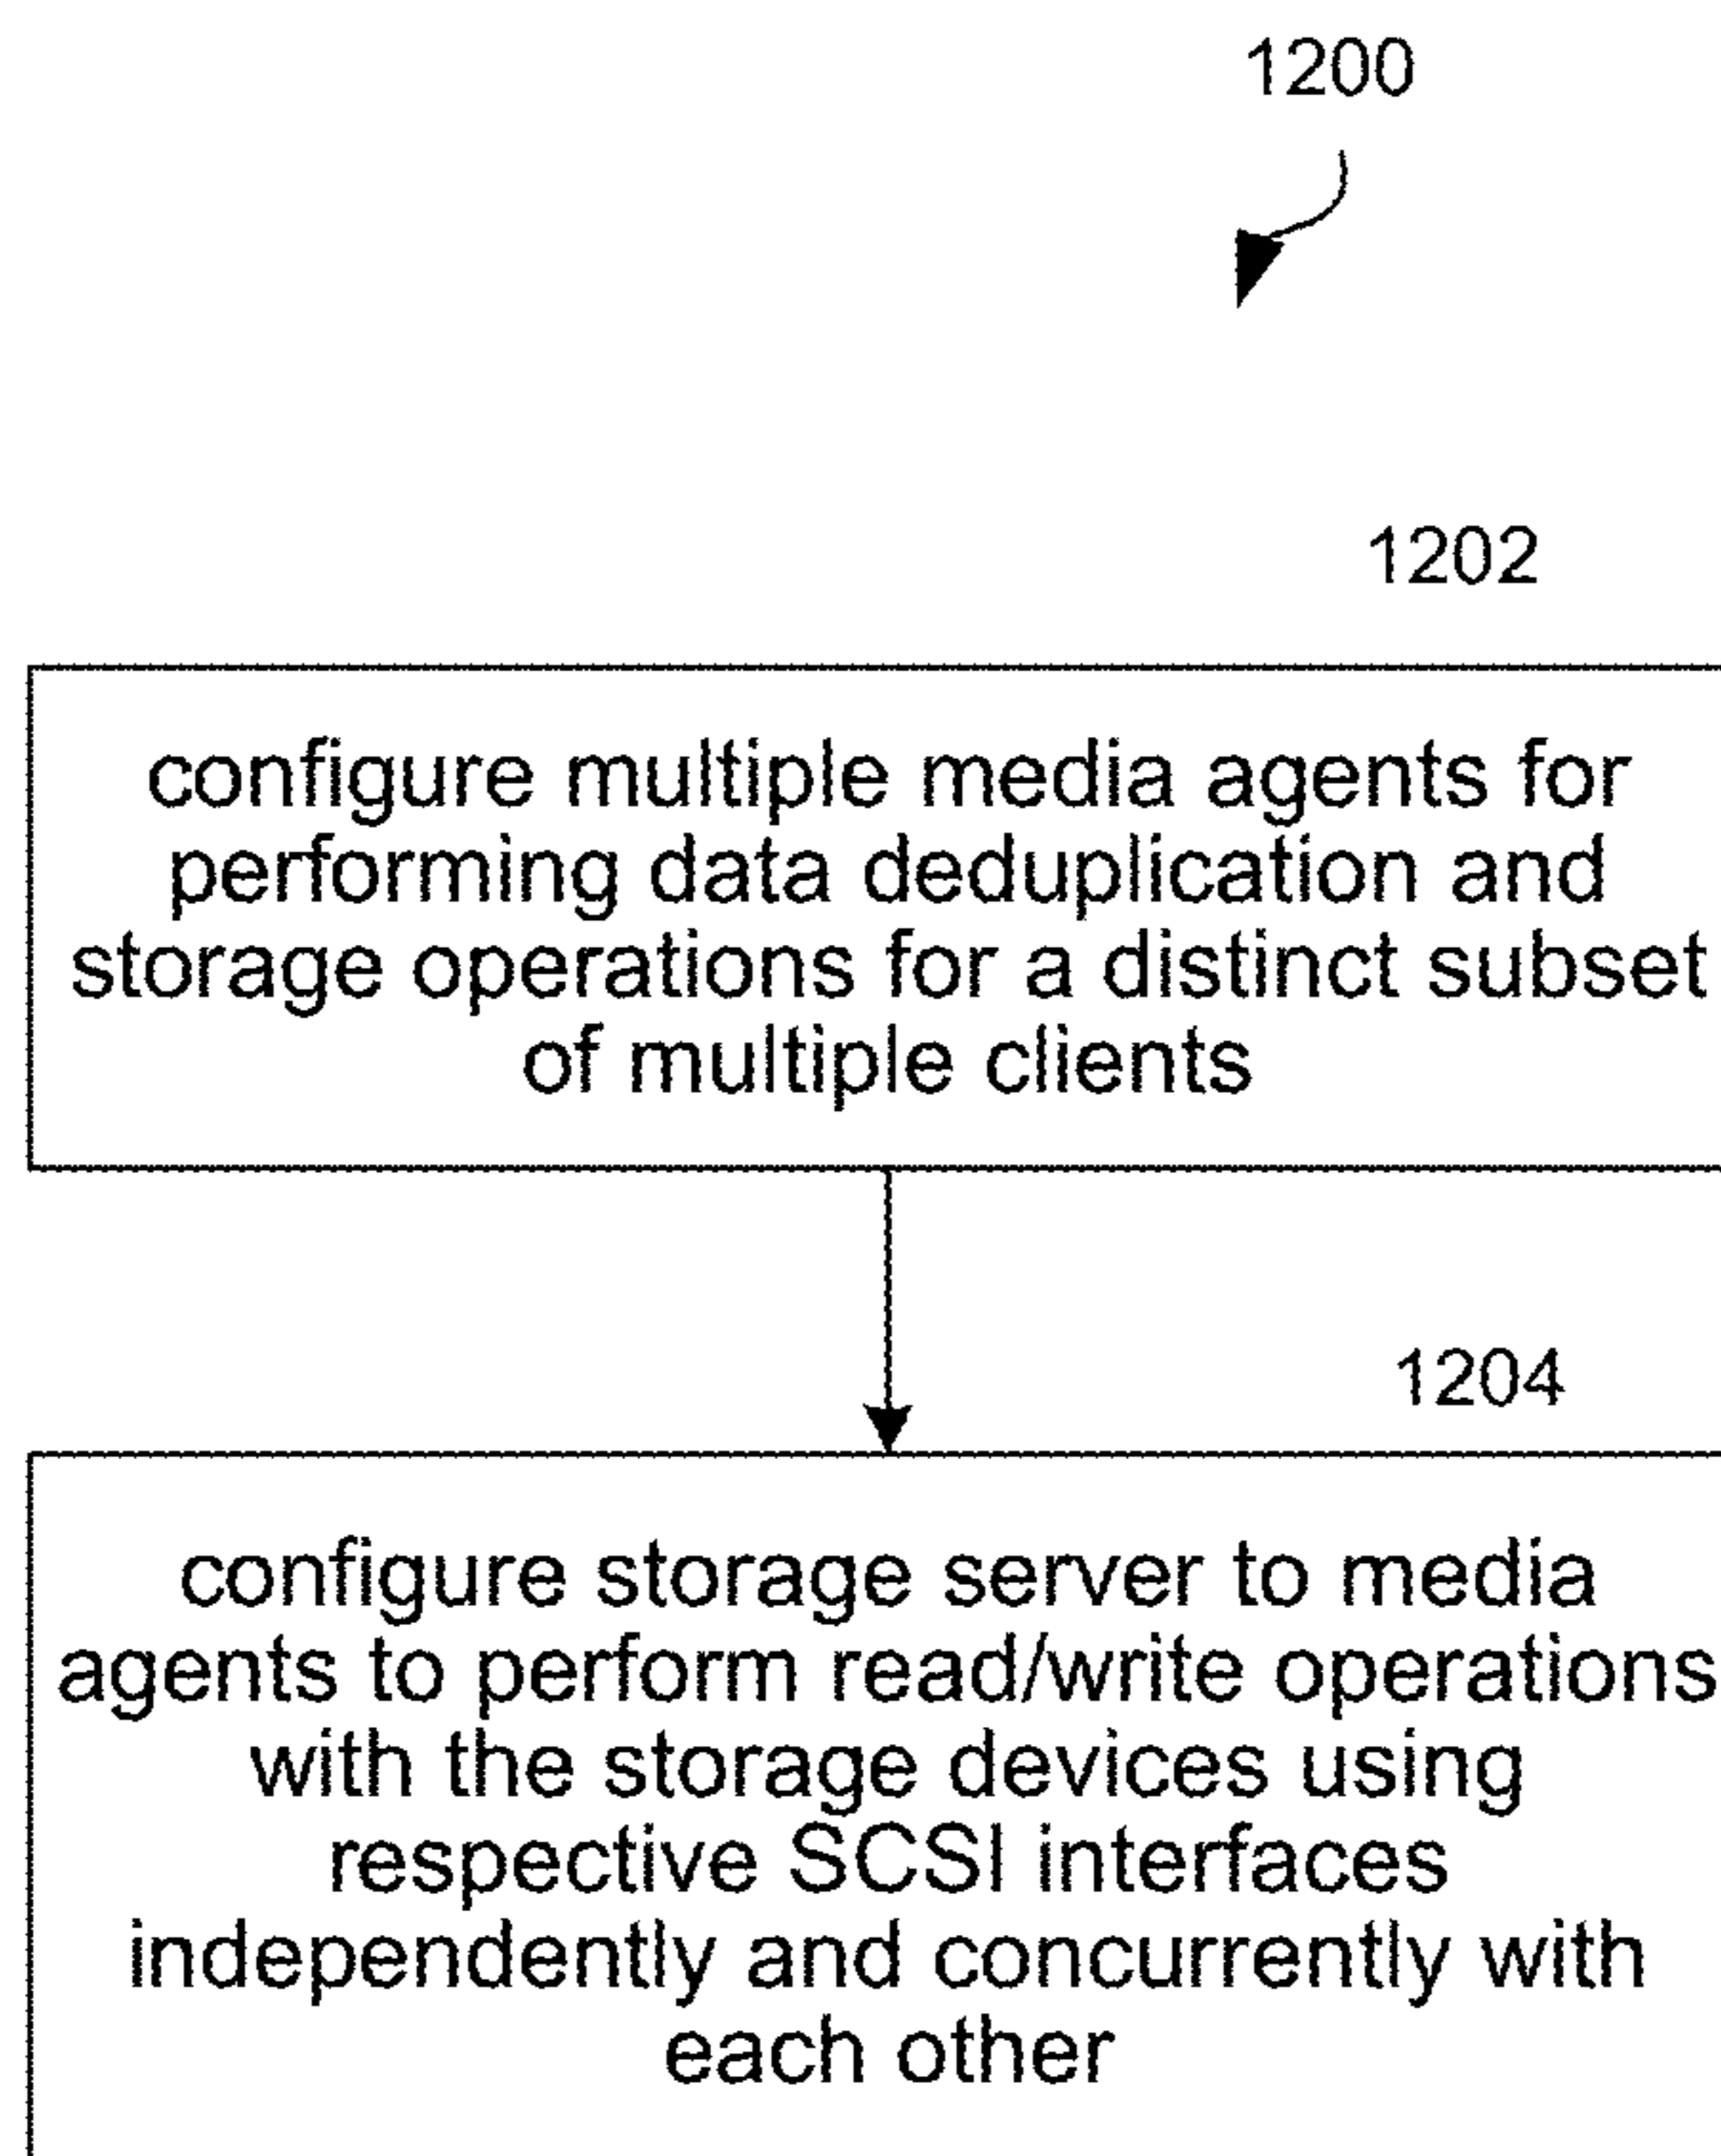 1200
1202
configure multiple media agents for
performing data deduplication and
storage operations for a distinct subset
of multiple clients
1204
configure storage server to media
agents to perform read/write operations
with the storage devices using
respective SCSI interfaces
independently and concurrently with
each other